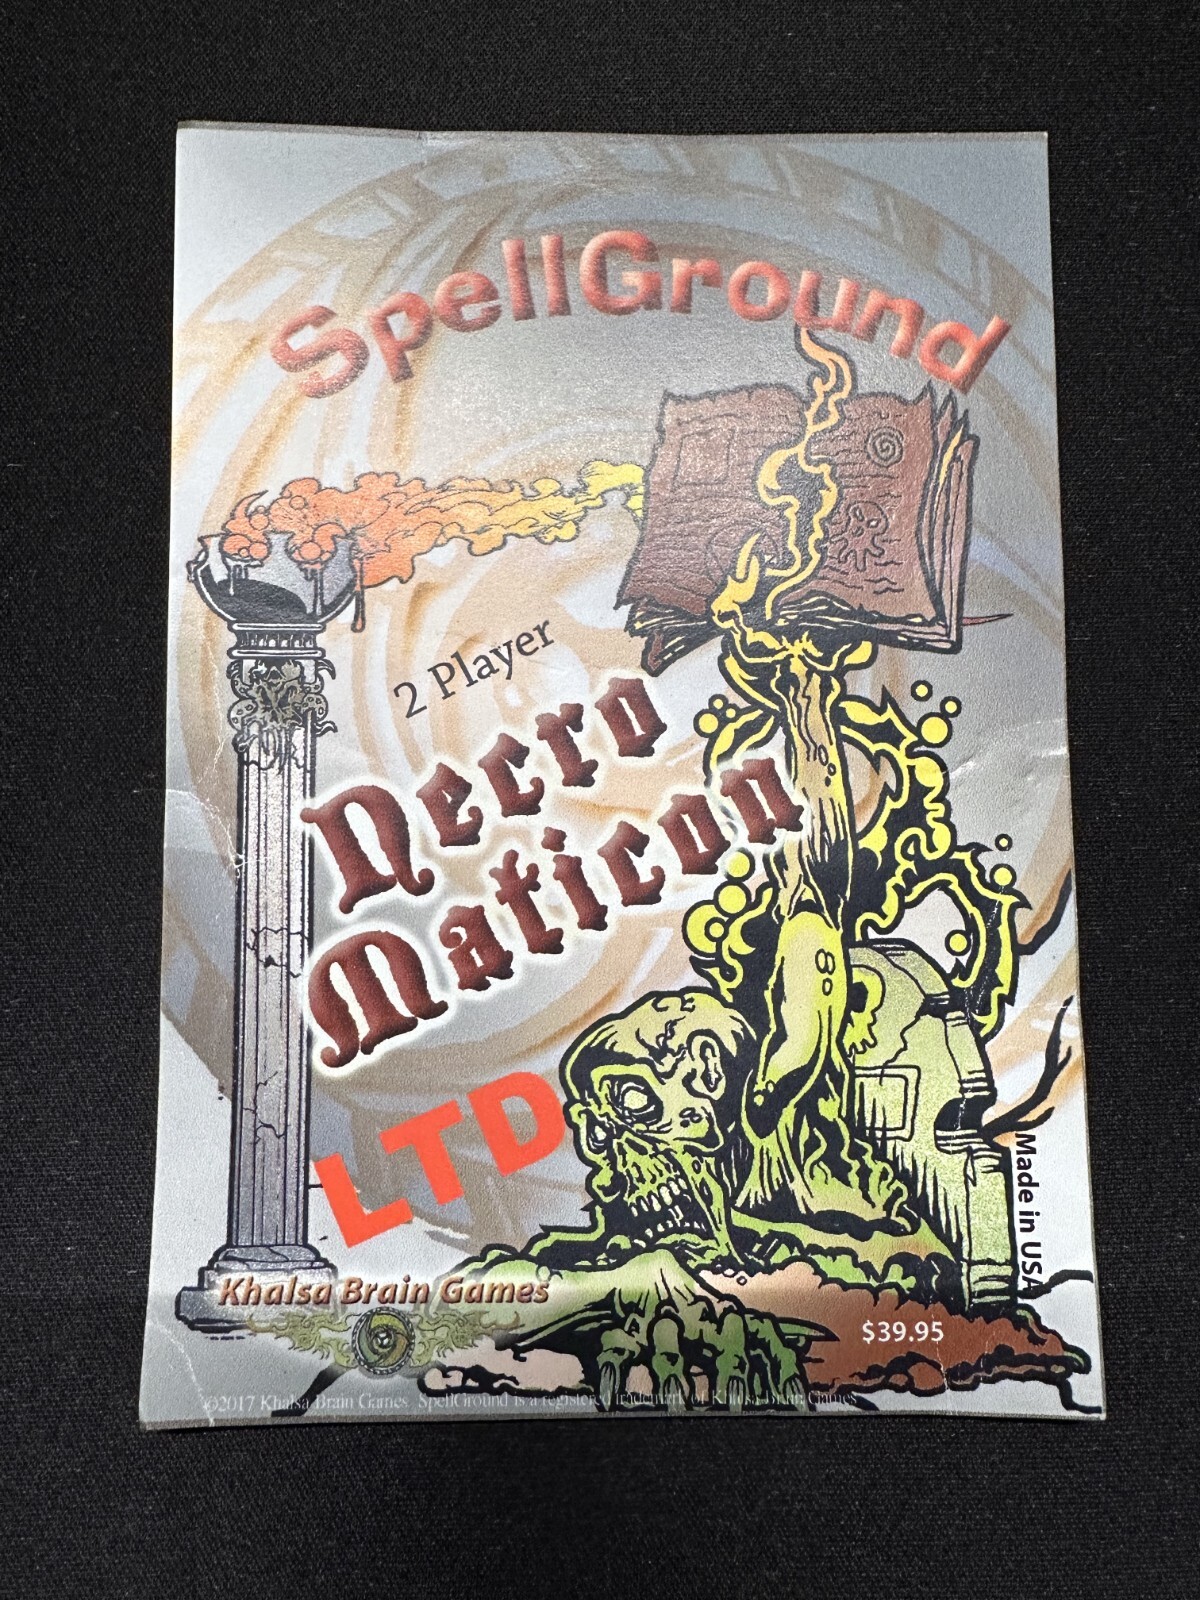 SpellGround
2 Player
Necro
Maticon
LTD
Made in USA
Khalsa Brain Games
$39.95
©2017 Khalsa Brain Games SpellGround is a registered trademark of Khalsa Brain Games